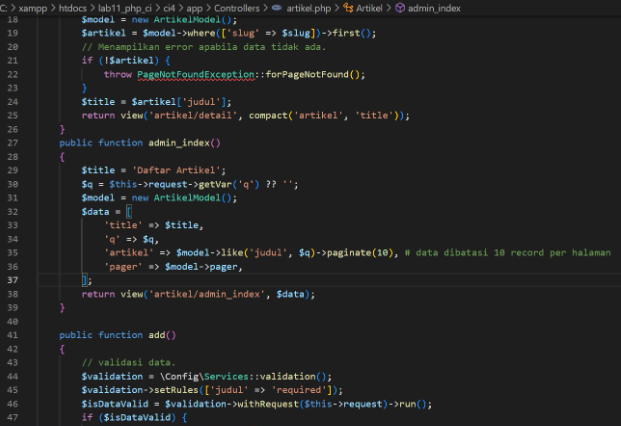 C: > xampp > htdocs > lab11_php_ci > ci4 > app > Controllers > artikel.php > Artikel > admin_index
18 $model = new ArtikelModel();
19 $artikel = $model->where(['slug' => $slug])->first();
20 // Menampilkan error apabila data tidak ada.
21 if (!$artikel) {
22 throw PageNotFoundException::forPageNotFound();
23 }
24 $title = $artikel['judul'];
25 return view('artikel/detail', compact('artikel', 'title'));
26 }
27 public function admin_index()
28 {
29 $title = 'Daftar Artikel';
30 $q = $this->request->getVar('q') ?? '';
31 $model = new ArtikelModel();
32 $data = [
33 'title' => $title,
34 'q' => $q,
35 'artikel' => $model->like('judul', $q)->paginate(10), # data dibatasi 10 record per halaman
36 'pager' => $model->pager,
37 ];
38 return view('artikel/admin_index', $data);
39 }
40
41 public function add()
42 {
43 // validasi data.
44 $validation = \Config\Services::validation();
45 $validation->setRules(['judul' => 'required']);
46 $isDataValid = $validation->withRequest($this->request)->run();
47 if ($isDataValid) {